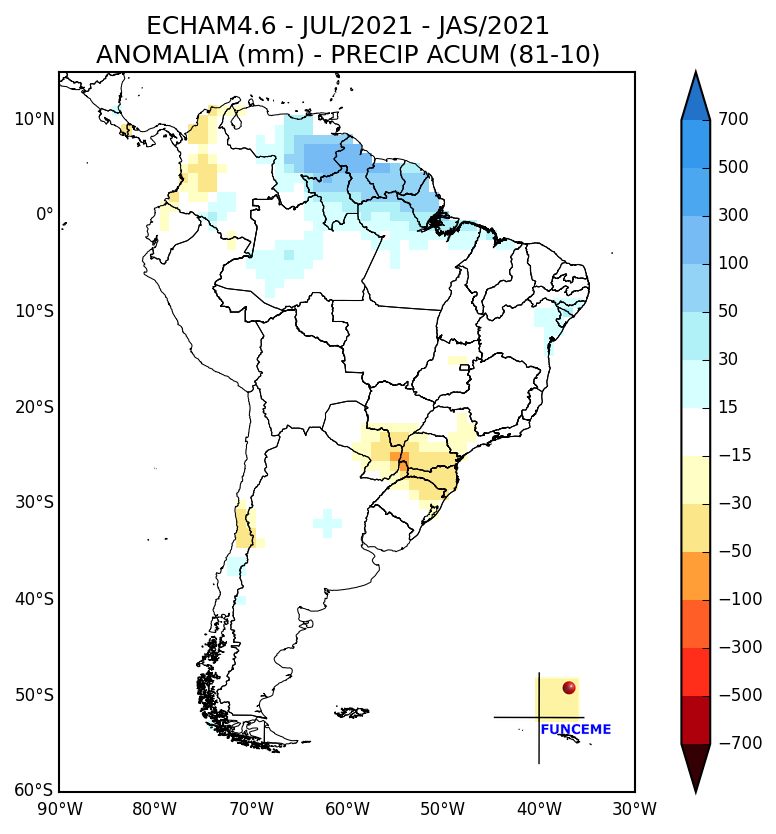 ECHAM4.6 - JUL/2021 - JAS/2021
ANOMALIA (mm) - PRECIP ACUM (81-10)
10°N
0°
10°S
20°S
30°S
40°S
50°S
60°S
90°W 80°W 70°W 60°W 50°W 40°W 30°W
700
500
300
100
50
30
15
−15
−30
−50
−100
−300
−500
−700
FUNCEME